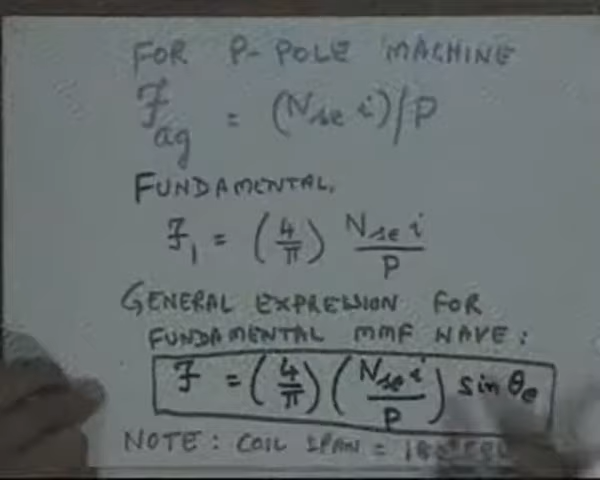 FOR P-POLE MACHINE
ℱag = (Nse i)/P
FUNDAMENTAL,
ℱ1 = (4/π) Nse i/P
GENERAL EXPRESSION FOR
FUNDAMENTAL MMF WAVE:
ℱ = (4/π) (Nse i/P) sin θe
NOTE: COIL SPAN =